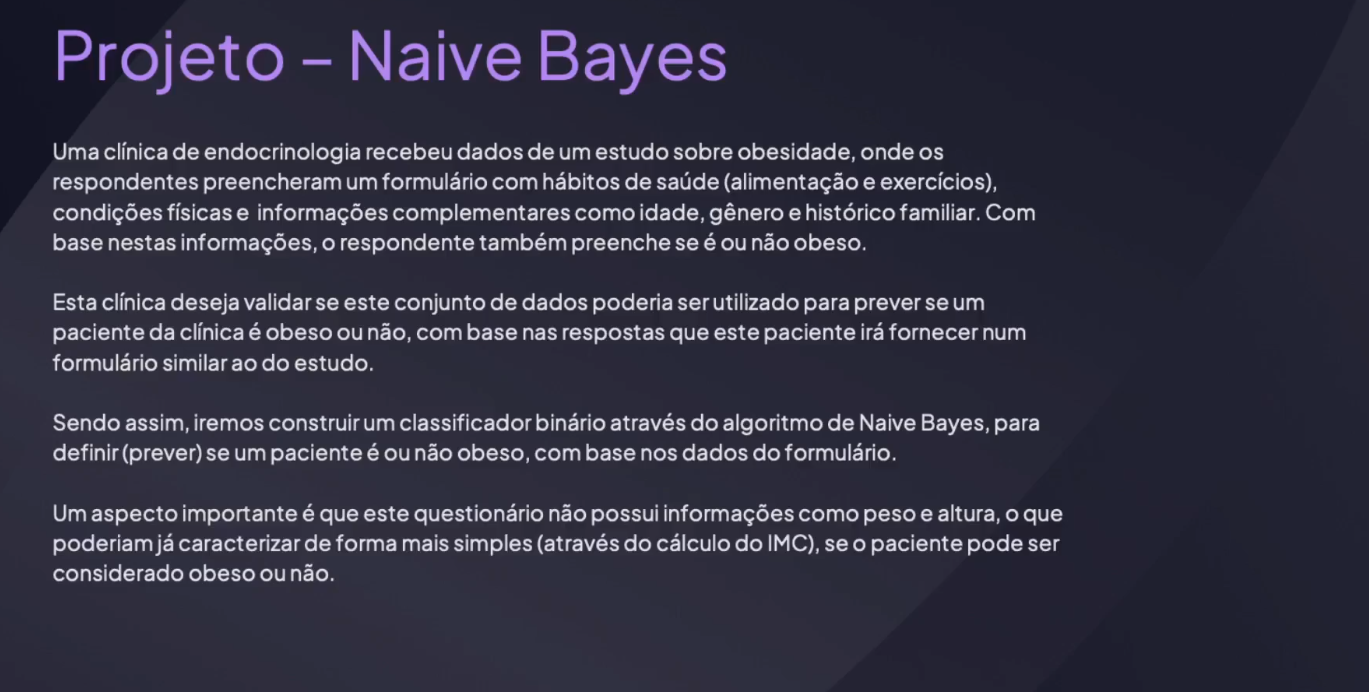 Projeto – Naive Bayes
Uma clínica de endocrinologia recebeu dados de um estudo sobre obesidade, onde os
respondentes preencheram um formulário com hábitos de saúde (alimentação e exercícios),
condições físicas e  informações complementares como idade, gênero e histórico familiar. Com
base nestas informações, o respondente também preenche se é ou não obeso.
Esta clínica deseja validar se este conjunto de dados poderia ser utilizado para prever se um
paciente da clínica é obeso ou não, com base nas respostas que este paciente irá fornecer num
formulário similar ao do estudo.
Sendo assim, iremos construir um classificador binário através do algoritmo de Naive Bayes, para
definir (prever) se um paciente é ou não obeso, com base nos dados do formulário.
Um aspecto importante é que este questionário não possui informações como peso e altura, o que
poderiam já caracterizar de forma mais simples (através do cálculo do IMC), se o paciente pode ser
considerado obeso ou não.